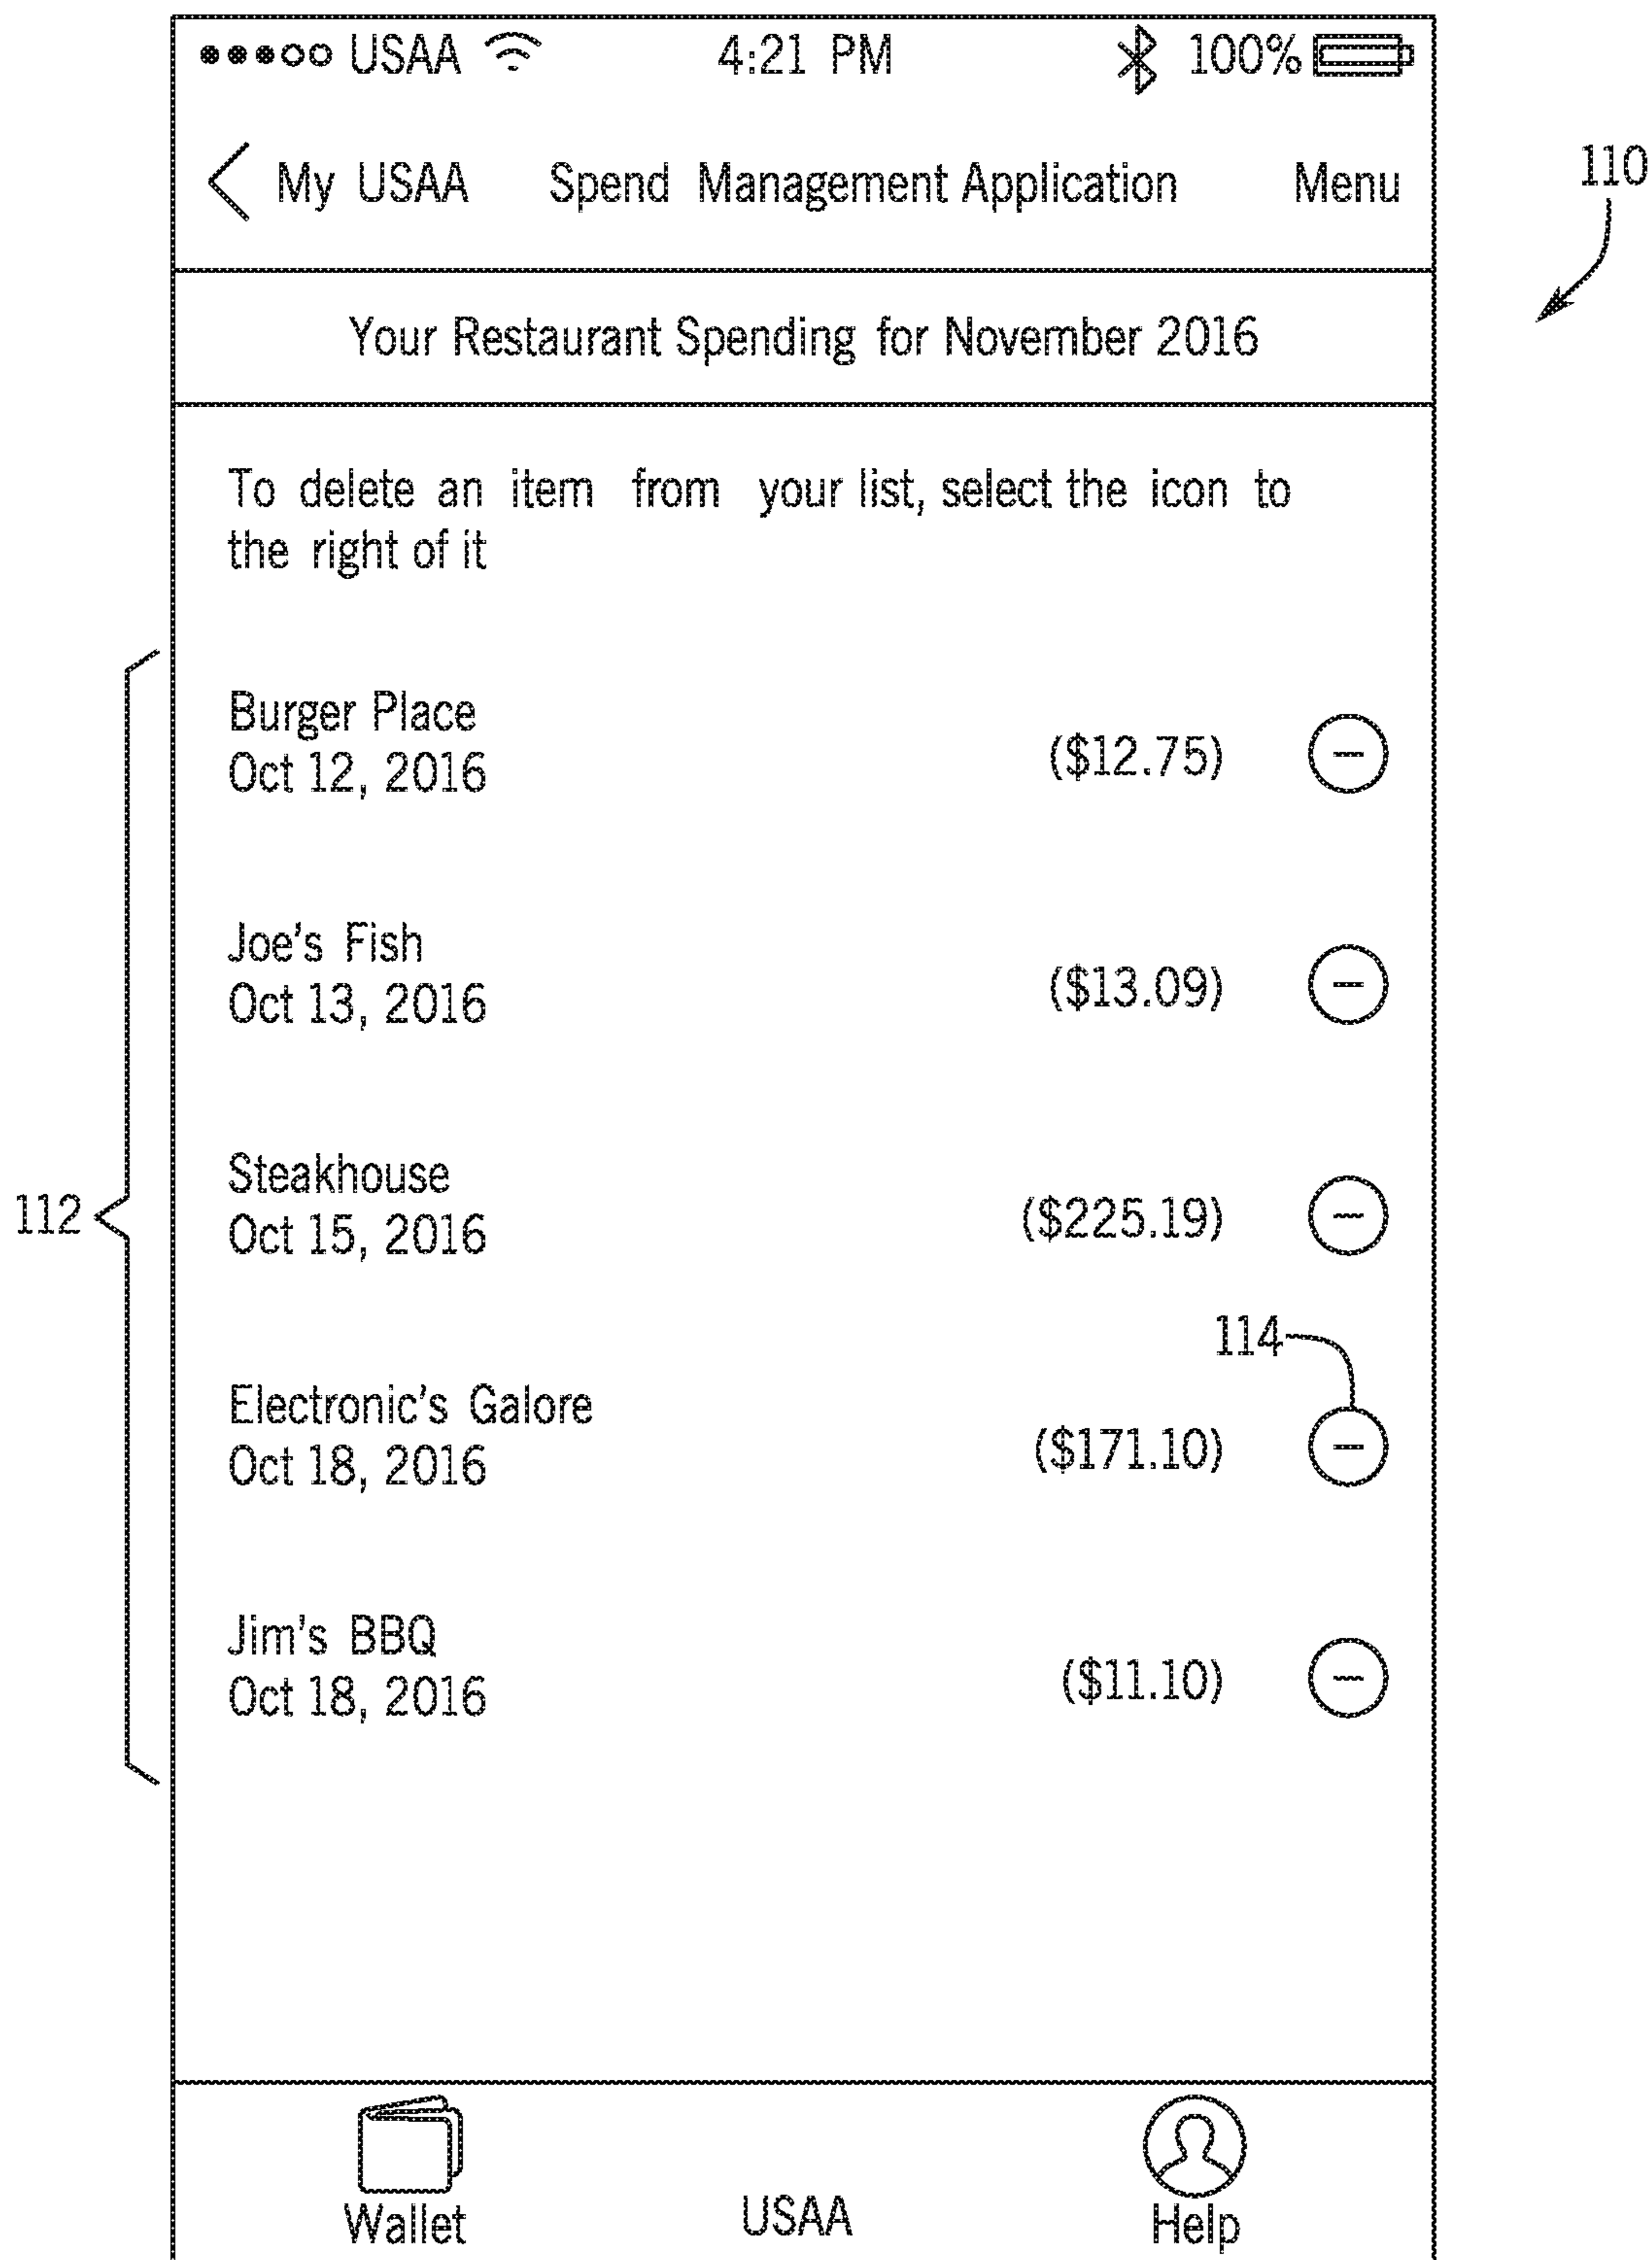 USAA 4:21 PM 100%
My USAA Spend Management Application Menu
110
Your Restaurant Spending for November 2016
To delete an item from your list, select the icon to
the right of it
Burger Place
Oct 12, 2016 ($12.75)
Joe's Fish
Oct 13, 2016 ($13.09)
112
Steakhouse
Oct 15, 2016 ($225.19)
114
Electronic's Galore
Oct 18, 2016 ($171.10)
Jim's BBQ
Oct 18, 2016 ($11.10)
Wallet USAA Help